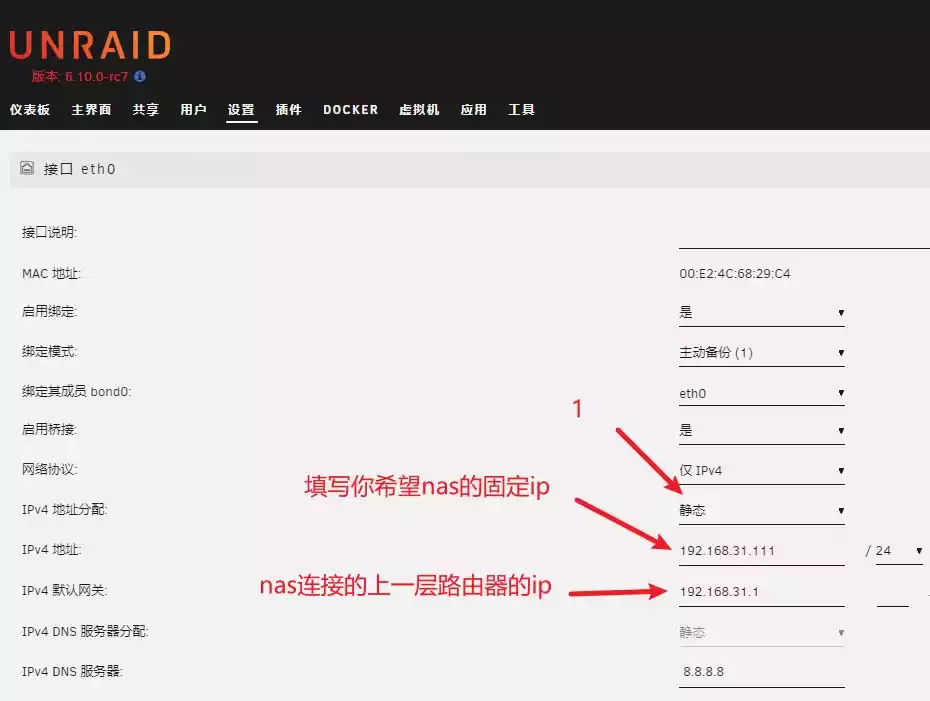 UNRAID
版本: 6.10.0-rc7
仪表板 主界面 共享 用户 设置 插件 DOCKER 虚拟机 应用 工具
接口 eth0
接口说明:
MAC 地址: 00:E2:4C:68:29:C4
启用绑定: 是
绑定模式: 主动备份 (1)
绑定其成员 bond0: eth0
1
启用桥接: 是
网络协议: 仅 IPv4
填写你希望nas的固定ip
IPv4 地址分配: 静态
IPv4 地址: 192.168.31.111 / 24
nas连接的上一层路由器的ip
IPv4 默认网关: 192.168.31.1
IPv4 DNS 服务器分配: 静态
IPv4 DNS 服务器: 8.8.8.8